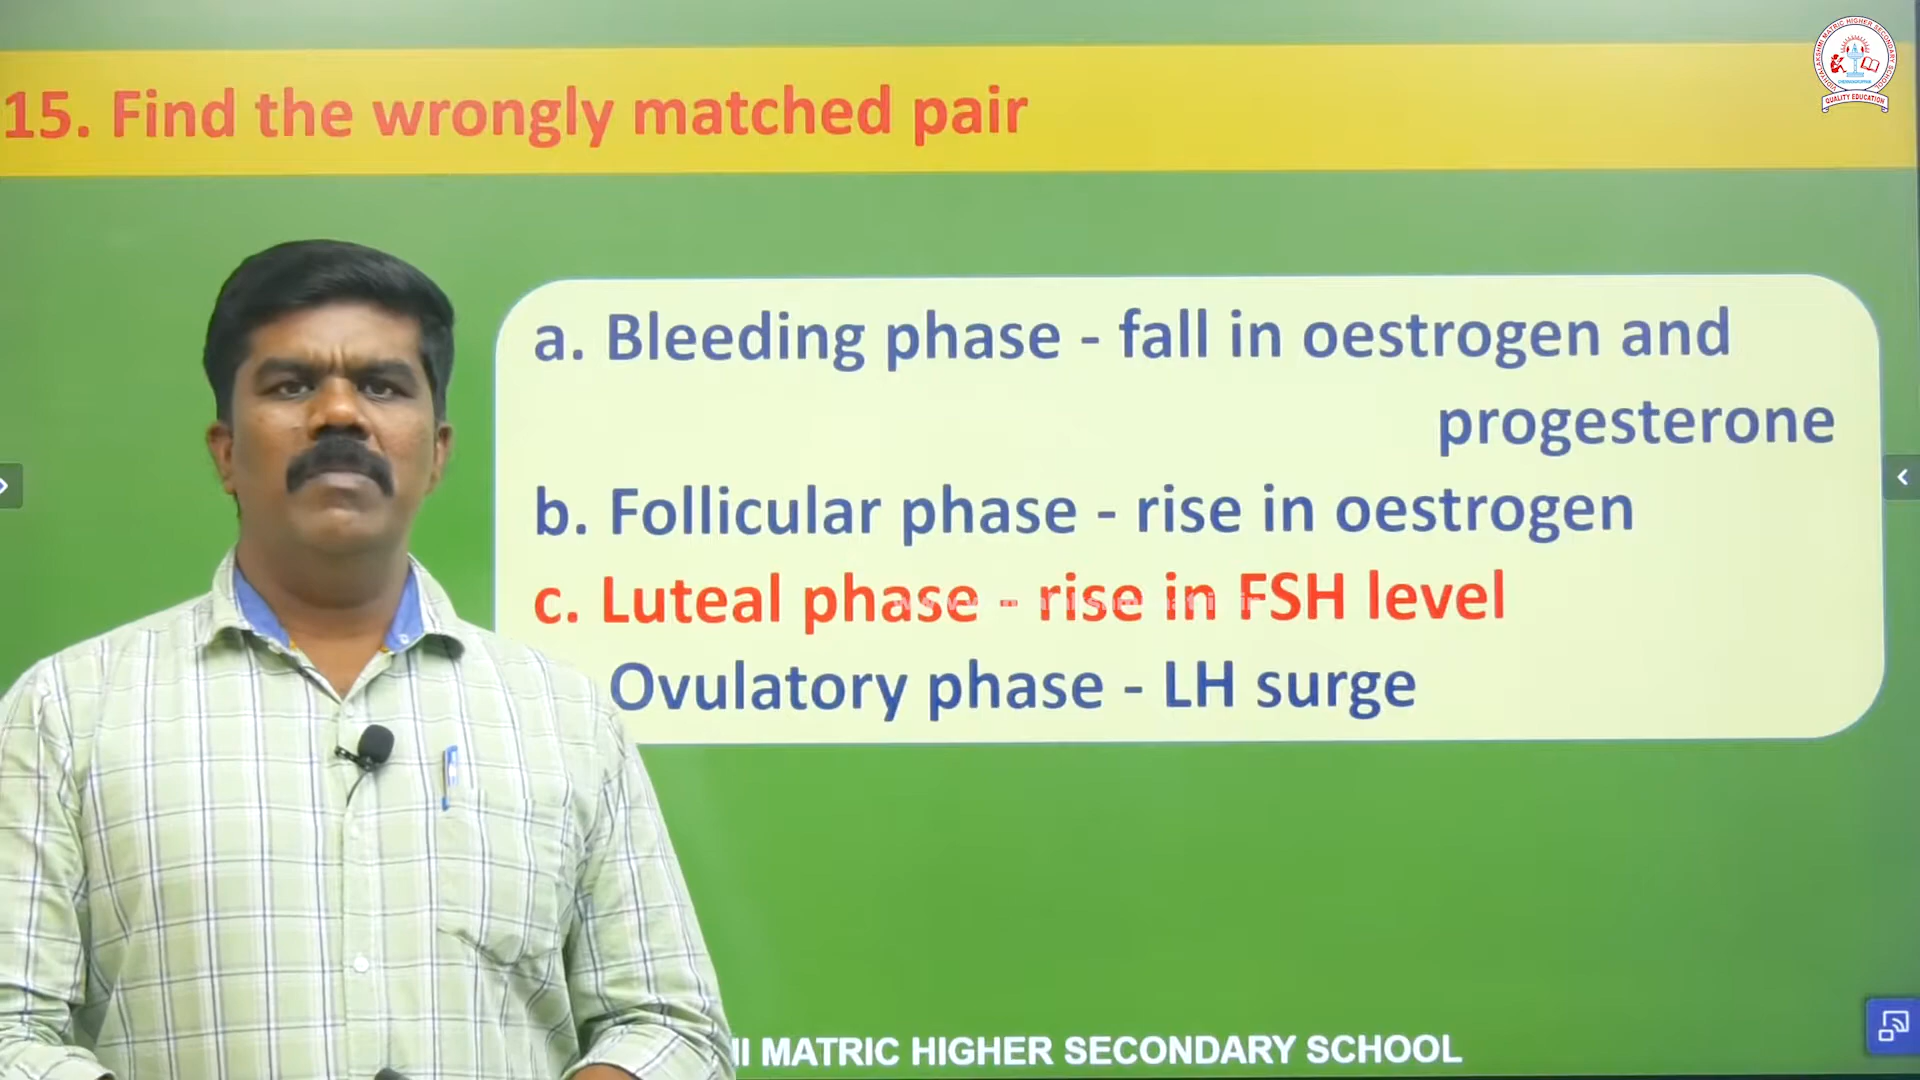 15. Find the wrongly matched pair
a. Bleeding phase - fall in oestrogen and
progesterone
b. Follicular phase - rise in oestrogen
c. Luteal phase - rise in FSH level
Ovulatory phase - LH surge
MATRIC HIGHER SECONDARY SCHOOL
QUALITY EDUCATION